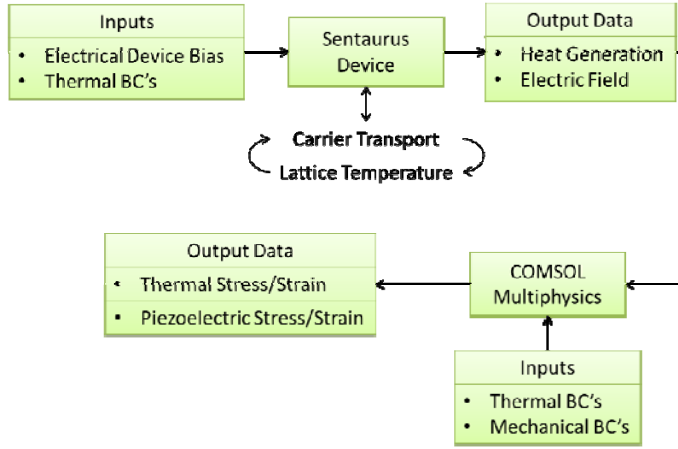 Inputs
• Electrical Device Bias
• Thermal BC's
Sentaurus
Device
Output Data
• Heat Generation
• Electric Field
Carrier Transport
Lattice Temperature
Output Data
• Thermal Stress/Strain
• Piezoelectric Stress/Strain
COMSOL
Multiphysics
Inputs
• Thermal BC's
• Mechanical BC's